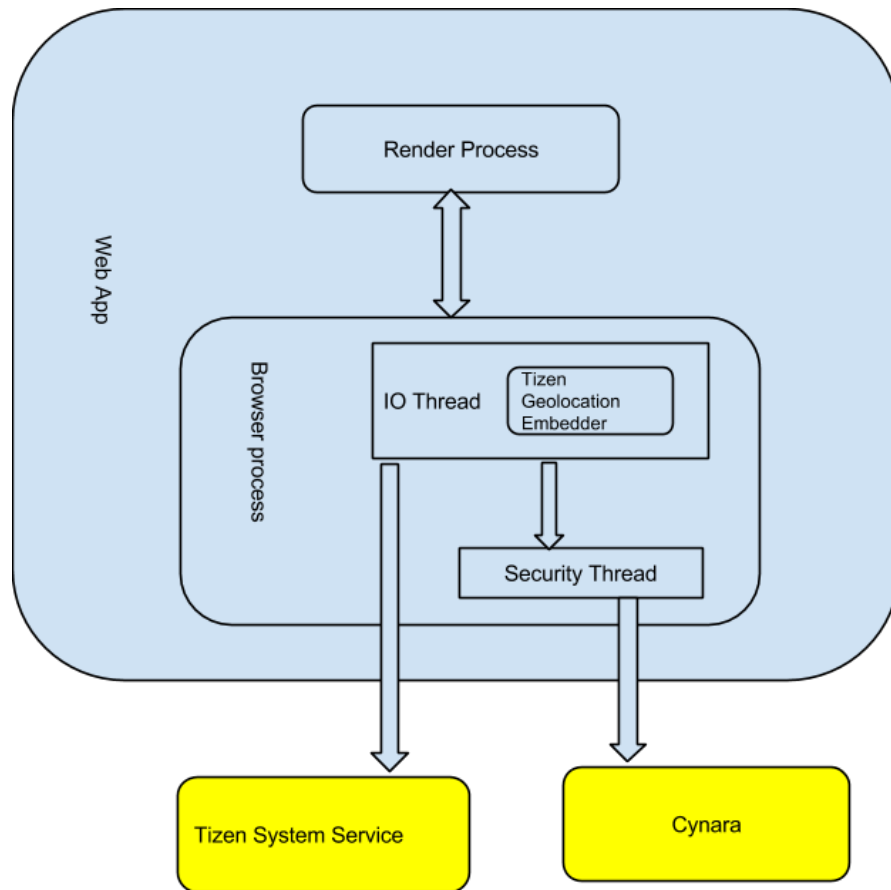 Render Process
Web App
Browser process
IO Thread
Tizen
Geolocation
Embedder
Security Thread
Tizen System Service
Cynara